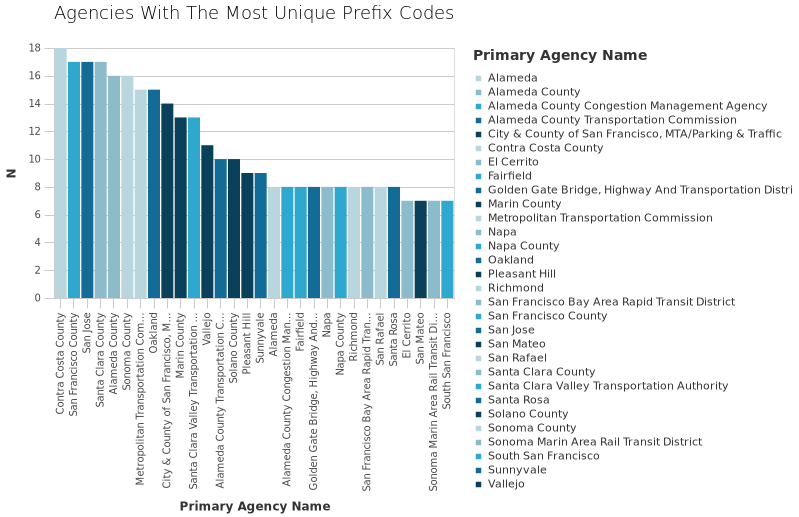 Agencies With The Most Unique Prefix Codes
N
18
16
14
12
10
8
6
4
2
0
Contra Costa County
San Francisco County
San Jose
Santa Clara County
Alameda County
Sonoma County
Metropolitan Transportation Com...
Oakland
City & County of San Francisco, M...
Marin County
Santa Clara Valley Transportation ...
Vallejo
Alameda County Transportation C...
Solano County
Pleasant Hill
Sunnyvale
Alameda
Alameda County Congestion Man...
Fairfield
Golden Gate Bridge, Highway And...
Napa
Napa County
Richmond
San Francisco Bay Area Rapid Tran...
San Rafael
Santa Rosa
El Cerrito
San Mateo
Sonoma Marin Area Rail Transit Di...
South San Francisco
Primary Agency Name
Primary Agency Name
Alameda
Alameda County
Alameda County Congestion Management Agency
Alameda County Transportation Commission
City & County of San Francisco, MTA/Parking & Traffic
Contra Costa County
El Cerrito
Fairfield
Golden Gate Bridge, Highway And Transportation Distri
Marin County
Metropolitan Transportation Commission
Napa
Napa County
Oakland
Pleasant Hill
Richmond
San Francisco Bay Area Rapid Transit District
San Francisco County
San Jose
San Mateo
San Rafael
Santa Clara County
Santa Clara Valley Transportation Authority
Santa Rosa
Solano County
Sonoma County
Sonoma Marin Area Rail Transit District
South San Francisco
Sunnyvale
Vallejo